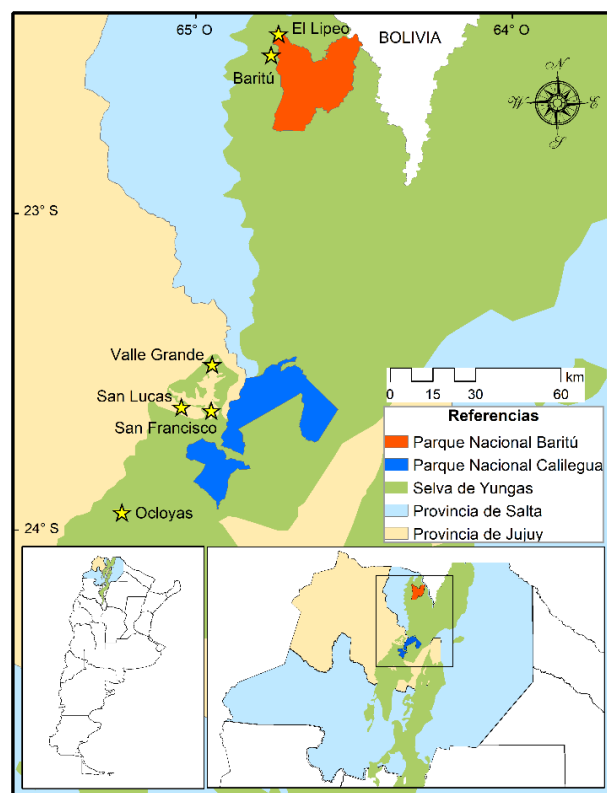 65° O
64° O
El Lipeo
BOLIVIA
Baritú
N
W E
S
23° S
Valle Grande
San Lucas
San Francisco
km
0 15 30 60
Referencias
Parque Nacional Baritú
Parque Nacional Calilegua
Selva de Yungas
Provincia de Salta
Provincia de Jujuy
Ocloyas
24° S